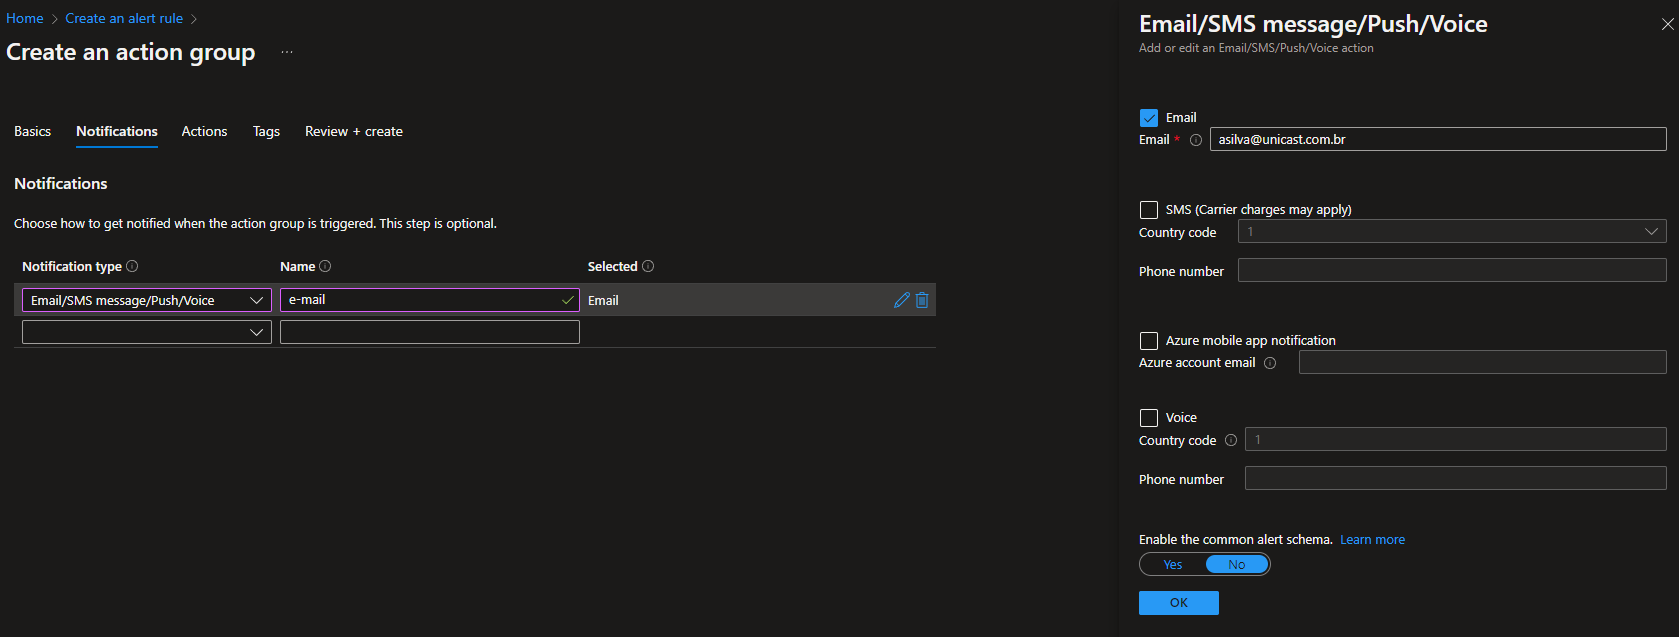 Home > Create an alert rule >
Create an action group ...
Basics Notifications Actions Tags Review + create
Notifications
Choose how to get notified when the action group is triggered. This step is optional.
Notification type Name Selected
Email/SMS message/Push/Voice e-mail Email
Email/SMS message/Push/Voice
Add or edit an Email/SMS/Push/Voice action
Email
Email * asilva@unicast.com.br
SMS (Carrier charges may apply)
Country code 1
Phone number
Azure mobile app notification
Azure account email
Voice
Country code 1
Phone number
Enable the common alert schema. Learn more
Yes No
OK